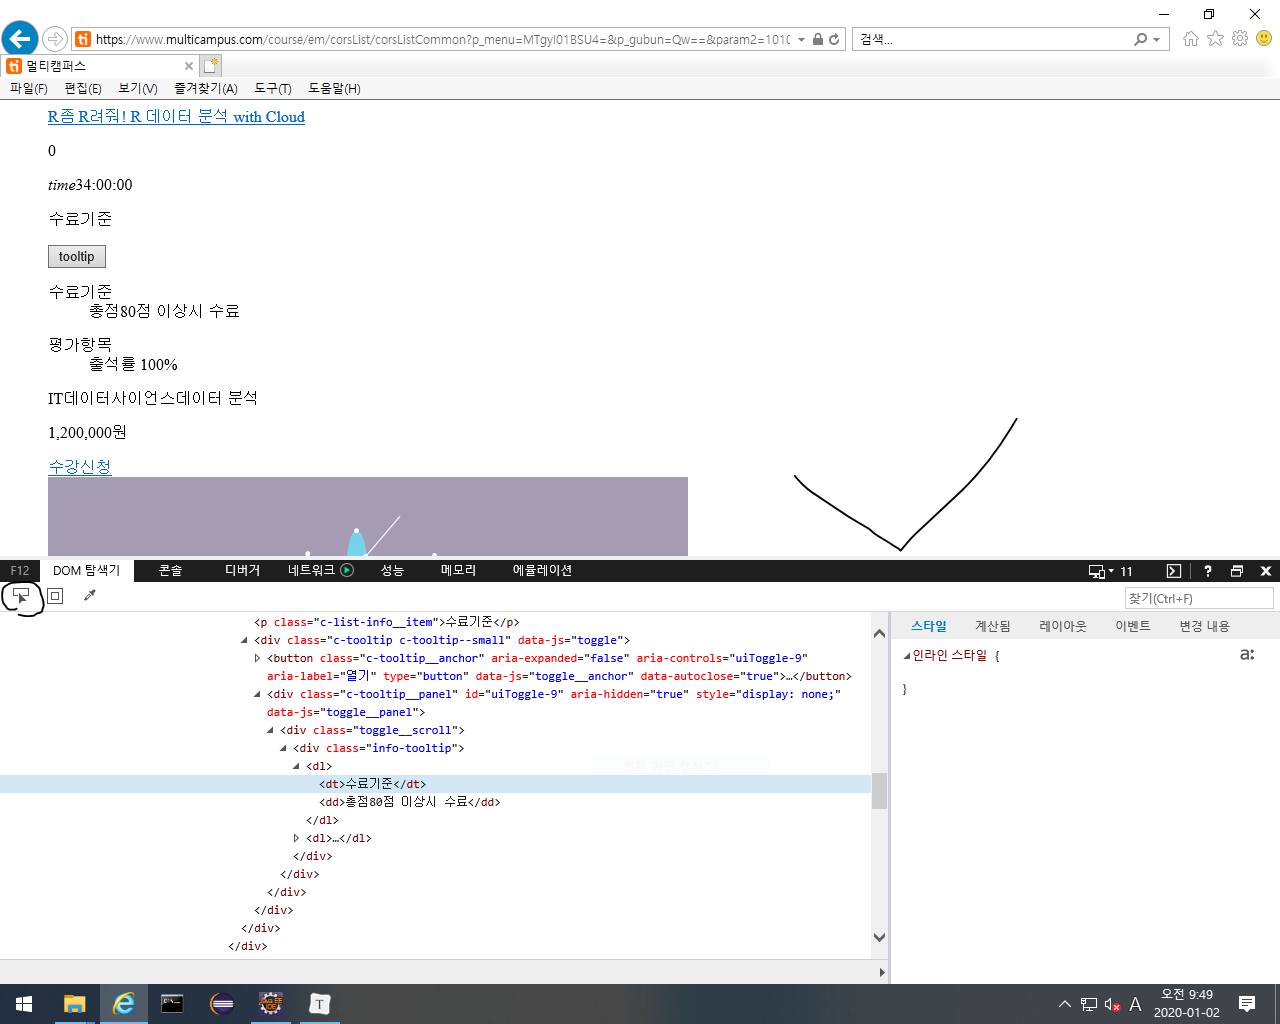 https://www.multicampus.com/course/em/corsList/corsListCommon?p_menu=MTgyI01BSU4=&p_gubun=Qw==&param2=101C
검색...
멀티캠퍼스
파일(F) 편집(E) 보기(V) 즐겨찾기(A) 도구(T) 도움말(H)
R좀 R려줘! R 데이터 분석 with Cloud
0
time34:00:00
수료기준
tooltip
수료기준
총점80점 이상시 수료
평가항목
출석률 100%
IT데이터사이언스데이터 분석
1,200,000원
수강신청
F12 DOM 탐색기 콘솔 디버거 네트워크 성능 메모리 에뮬레이션 11 ?
찾기(Ctrl+F)
<p class="c-list-info__item">수료기준</p>
<div class="c-tooltip c-tooltip--small" data-js="toggle">
<button class="c-tooltip__anchor" aria-expanded="false" aria-controls="uiToggle-9"
aria-label="열기" type="button" data-js="toggle__anchor" data-autoclose="true">…</button>
<div class="c-tooltip__panel" id="uiToggle-9" aria-hidden="true" style="display: none;"
data-js="toggle__panel">
<div class="toggle__scroll">
<div class="info-tooltip">
<dl>
<dt>수료기준</dt>
<dd>총점80점 이상시 수료</dd>
</dl>
<dl>…</dl>
</div>
</div>
</div>
</div>
</div>
</div>
스타일 계산됨 레이아웃 이벤트 변경 내용
인라인 스타일 {
a:
}
T
A
오전 9:49
2020-01-02